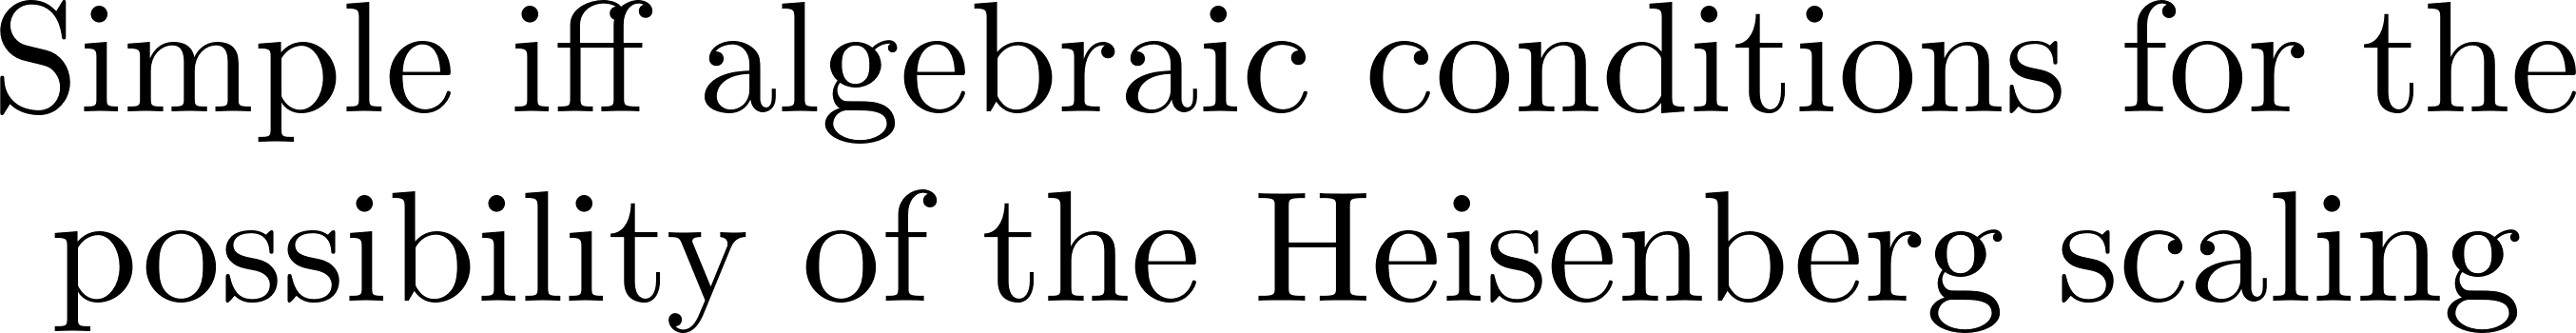 Simple iff algebraic conditions for the
possibility of the Heisenberg scaling